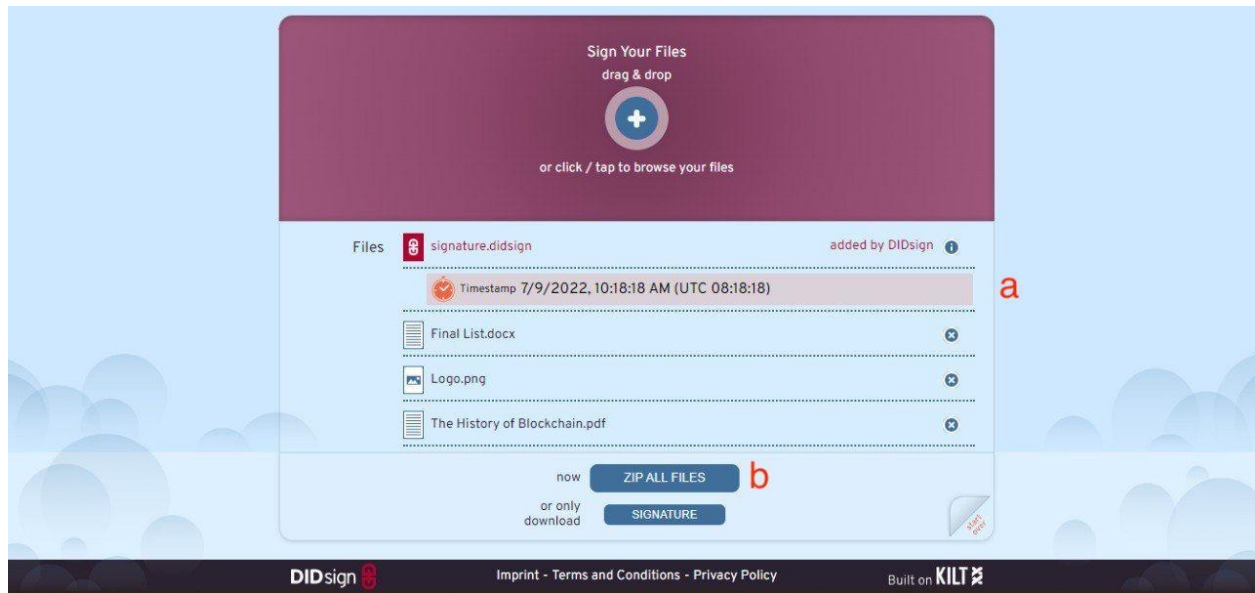 Sign Your Files
drag & drop
or click / tap to browse your files
Files signature.didsign added by DIDsign
Timestamp 7/9/2022, 10:18:18 AM (UTC 08:18:18)
a
Final List.docx
Logo.png
The History of Blockchain.pdf
now ZIP ALL FILES b
or only
download SIGNATURE
start
over
DIDsign Imprint - Terms and Conditions - Privacy Policy Built on KILT